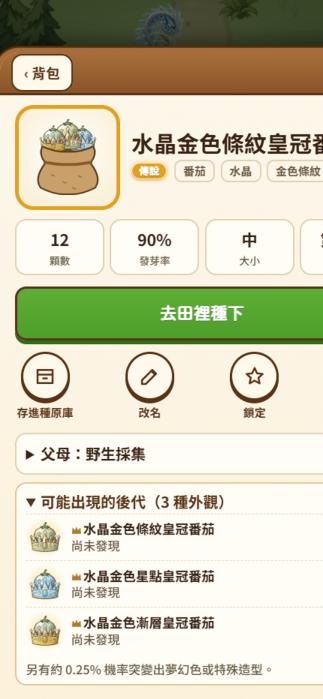 ‹ 背包
水晶金色條紋皇冠番
傳說 番茄 水晶 金色條紋
12 90% 中
顆數 發芽率 大小
去田裡種下
存進種原庫 改名 鎖定
▶ 父母：野生採集
▼ 可能出現的後代（3 種外觀）
水晶金色條紋皇冠番茄
尚未發現
水晶金色星點皇冠番茄
尚未發現
水晶金色漸層皇冠番茄
尚未發現
另有約 0.25% 機率突變出夢幻色或特殊造型。